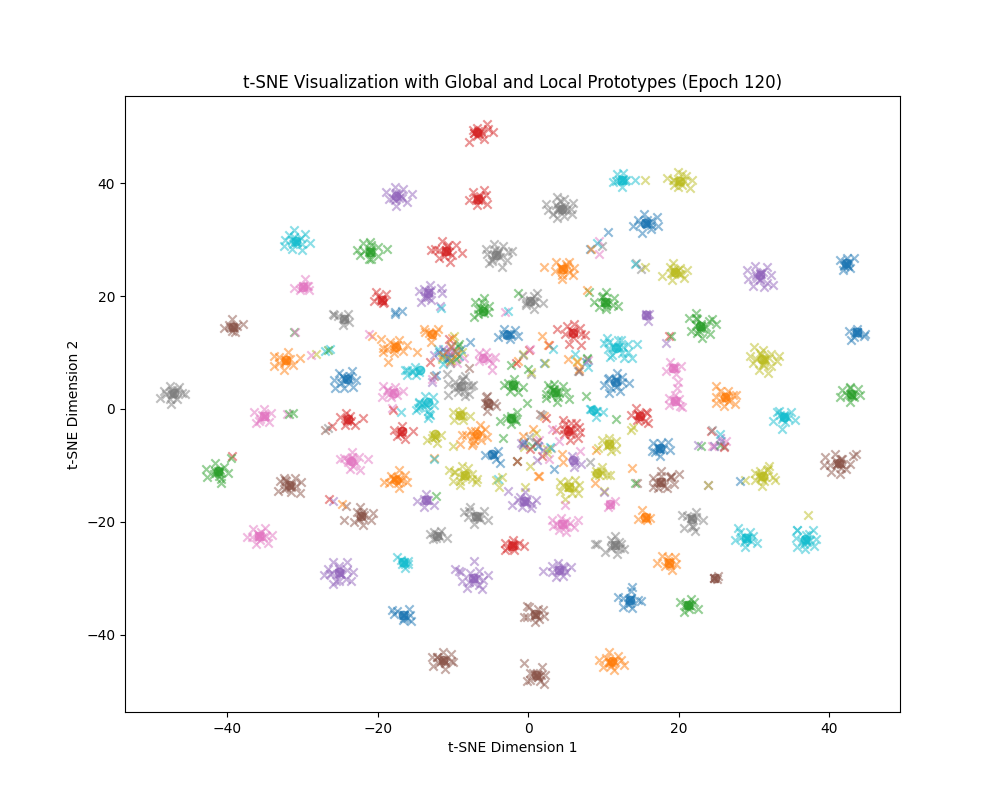 t-SNE Visualization with Global and Local Prototypes (Epoch 120)
40
20
0
−20
−40
t-SNE Dimension 2
−40 −20 0 20 40
t-SNE Dimension 1